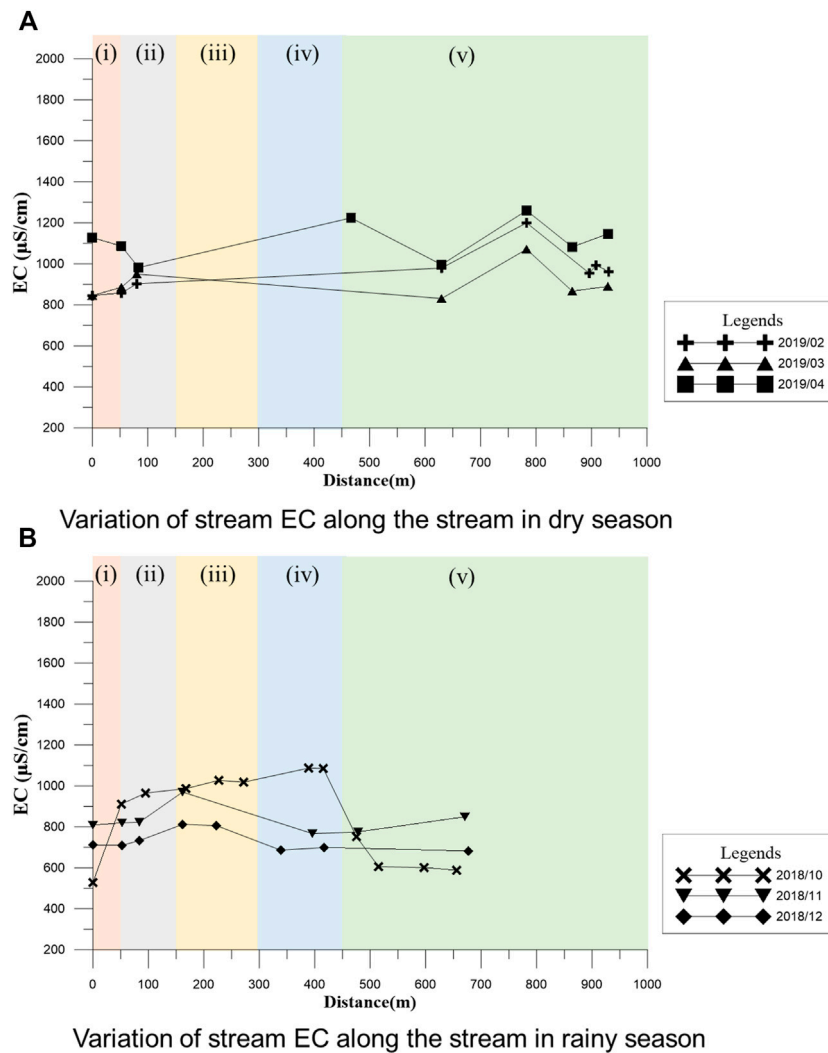 A
(i) (ii) (iii) (iv) (v)
2000
1800
1600
1400
1200
1000
800
600
400
200
EC (µS/cm)
0 100 200 300 400 500 600 700 800 900 1000
Distance(m)
Legends
2019/02
2019/03
2019/04
Variation of stream EC along the stream in dry season
B
(i) (ii) (iii) (iv) (v)
2000
1800
1600
1400
1200
1000
800
600
400
200
EC (µS/cm)
0 100 200 300 400 500 600 700 800 900 1000
Distance(m)
Legends
2018/10
2018/11
2018/12
Variation of stream EC along the stream in rainy season